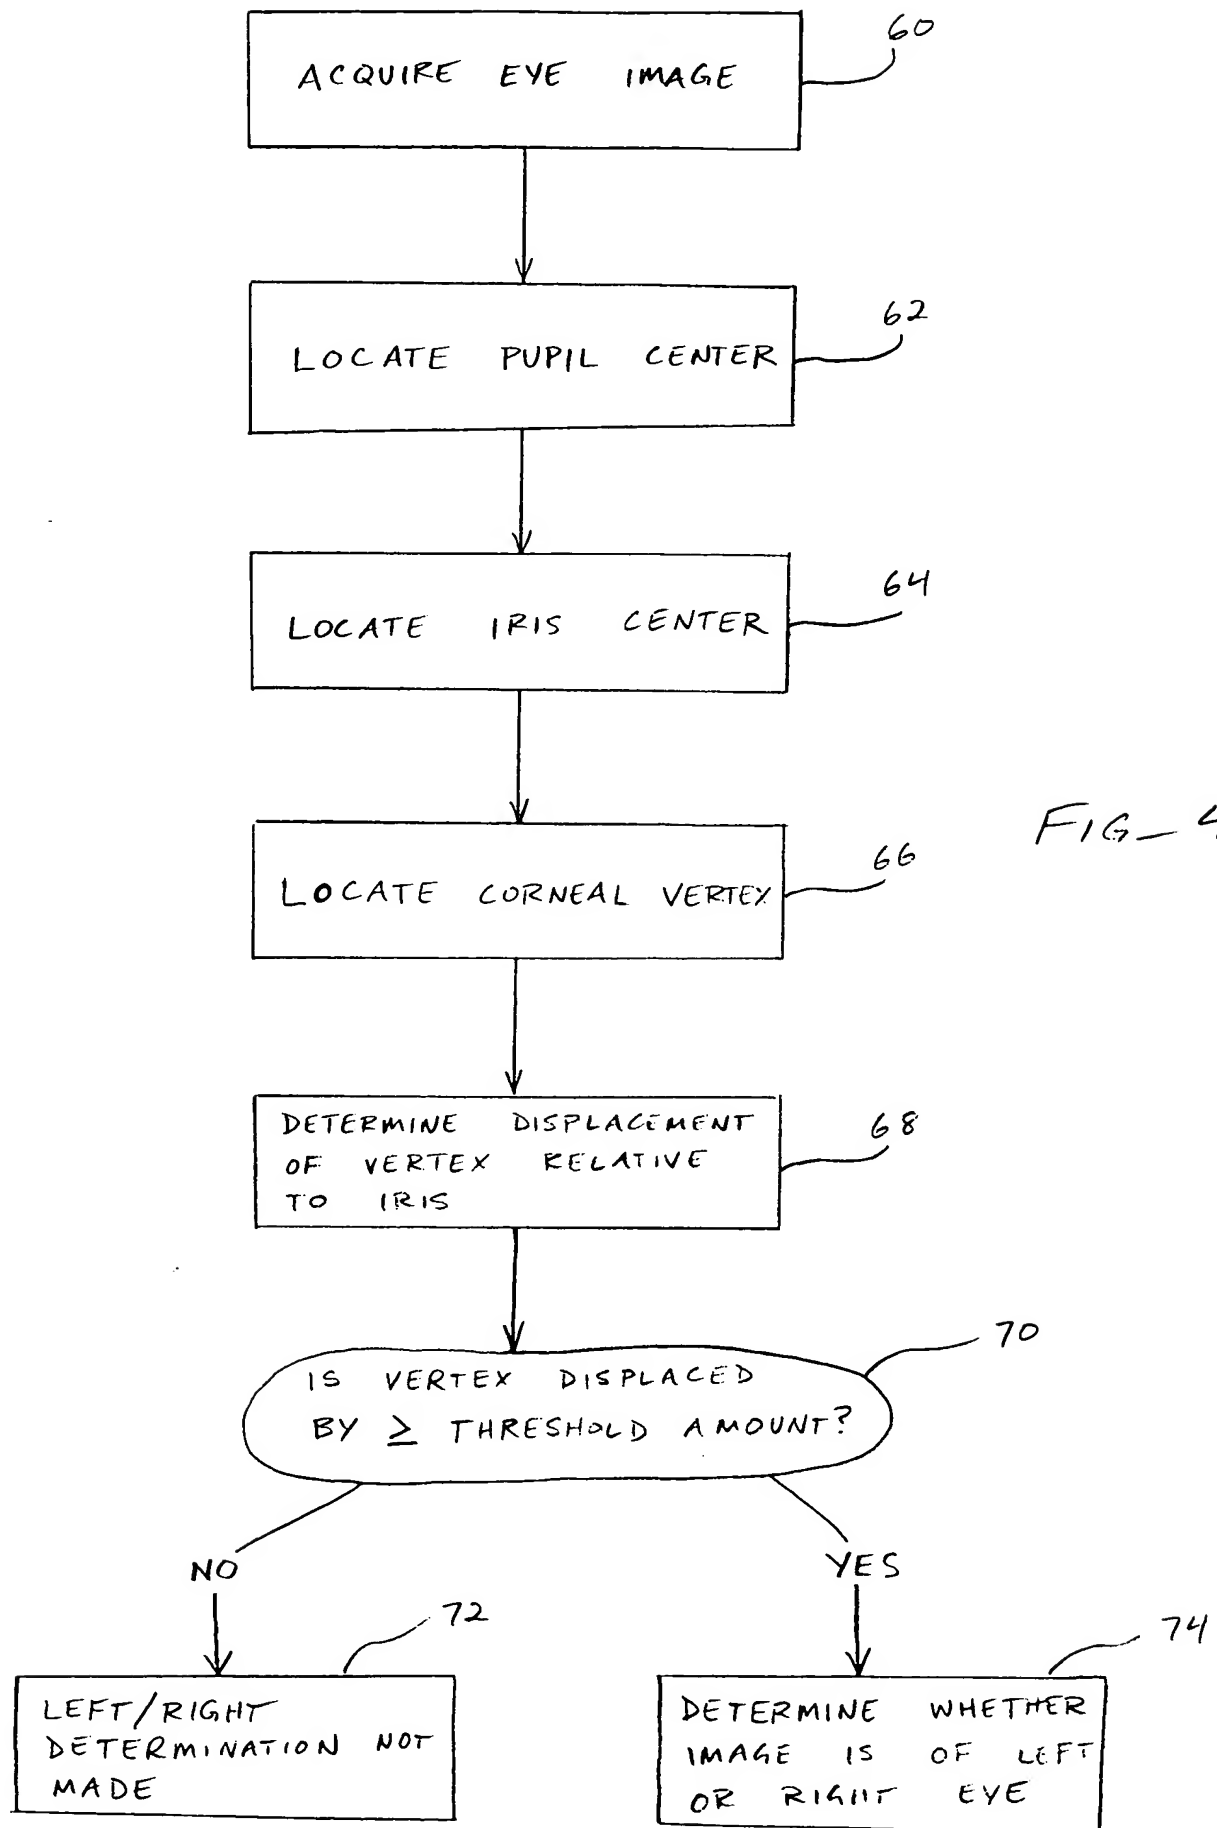 60
ACQUIRE EYE IMAGE
62
LOCATE PUPIL CENTER
64
LOCATE IRIS CENTER
FIG_
66
LOCATE CORNEAL VERTEX
68
DETERMINE DISPLACEMENT
OF VERTEX RELATIVE
TO IRIS
70
IS VERTEX DISPLACED
BY ≥ THRESHOLD AMOUNT?
NO
YES
72
74
LEFT/RIGHT
DETERMINATION NOT
MADE
DETERMINE WHETHER
IMAGE IS OF LEFT
OR RIGHT EYE